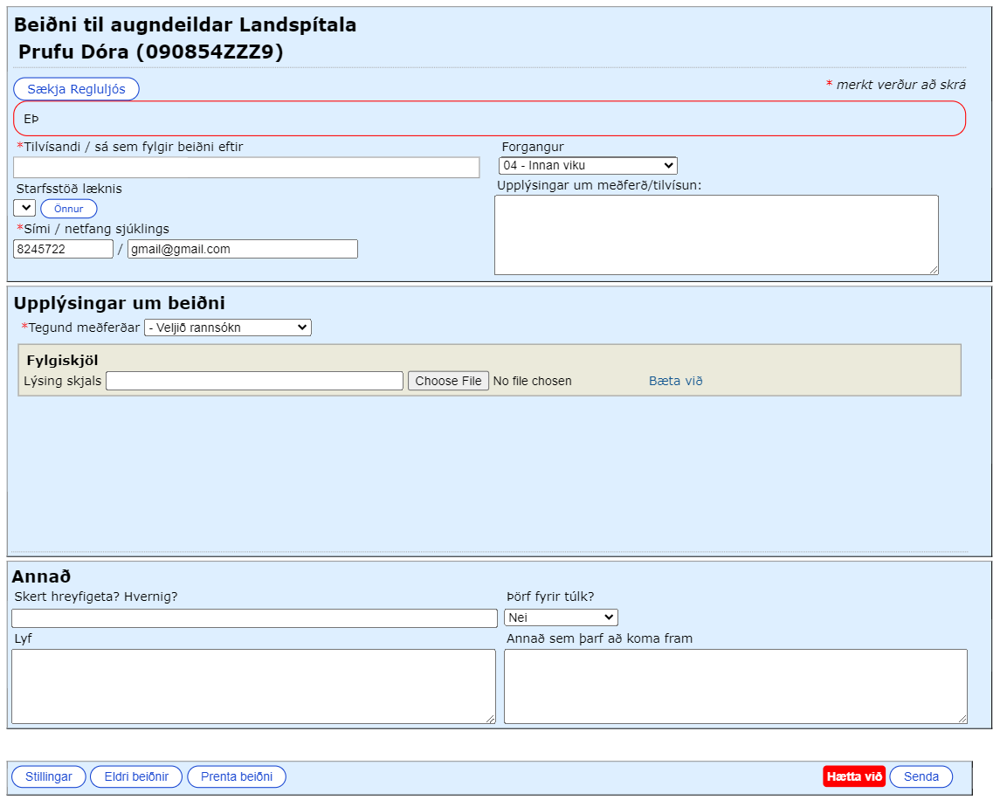 Beiðni til augndeildar Landspítala
Prufu Dóra (090854ZZZ9)
Sækja Regluljós
* merkt verður að skrá
EÞ
*Tilvísandi / sá sem fylgir beiðni eftir
Forgangur
04 - Innan viku
Starfsstöð læknis
Upplýsingar um meðferð/tilvísun:
Önnur
*Sími / netfang sjúklings
8245722 / gmail@gmail.com
Upplýsingar um beiðni
*Tegund meðferðar - Veljið rannsókn
Fylgiskjöl
Lýsing skjals Choose File No file chosen Bæta við
Annað
Skert hreyfigeta? Hvernig?
Þörf fyrir túlk?
Nei
Lyf
Annað sem þarf að koma fram
Stillingar Eldri beiðnir Prenta beiðni Hætta við Senda